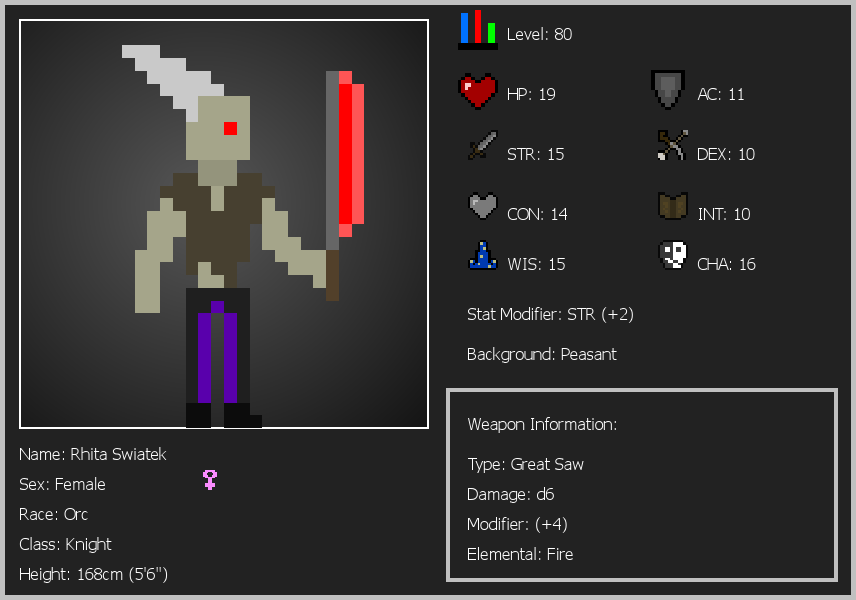 Level: 80
HP: 19
AC: 11
STR: 15
DEX: 10
CON: 14
INT: 10
WIS: 15
CHA: 16
Stat Modifier: STR (+2)
Background: Peasant
Weapon Information:
Type: Great Saw
Damage: d6
Modifier: (+4)
Elemental: Fire
Name: Rhita Swiatek
Sex: Female
Race: Orc
Class: Knight
Height: 168cm (5'6")